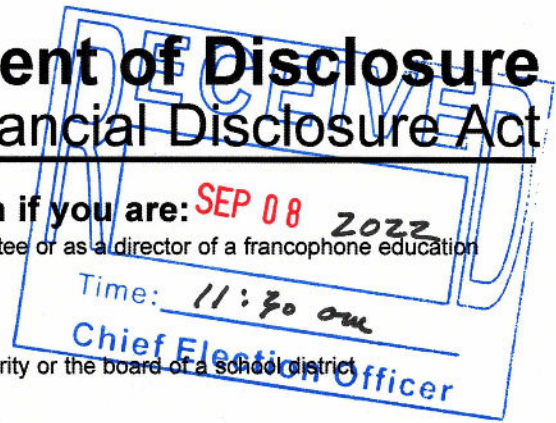 ent of Disclosure
ancial Disclosure Act
RECEIVED
n if you are:
SEP 08 2022
tee or as a director of a francophone education
Time: 11:30 am
Chief Election Officer
rity or the board of a school district